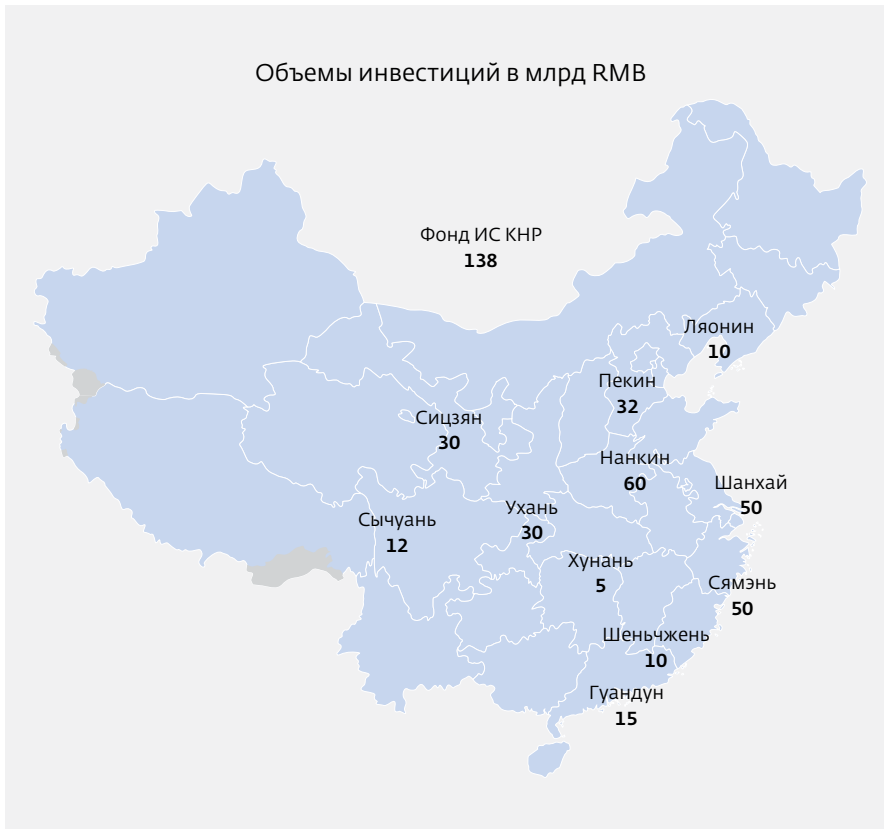 Объемы инвестиций в млрд RMB
Фонд ИС КНР
138
Ляонин
10
Пекин
32
Сицзян
30
Нанкин
60
Шанхай
50
Ухань
30
Сычуань
12
Хунань
5
Сямэнь
50
Шеньчжень
10
Гуандун
15